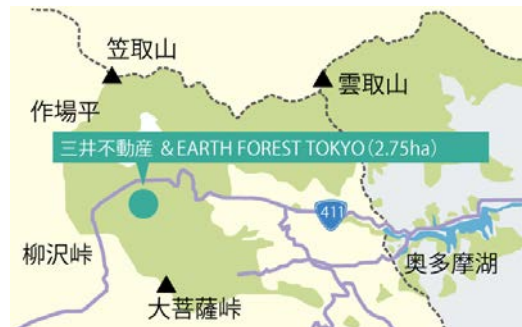 笠取山
雲取山
作場平
三井不動産 ＆EARTH FOREST TOKYO（2.75ha）
411
柳沢峠
奥多摩湖
大菩薩峠